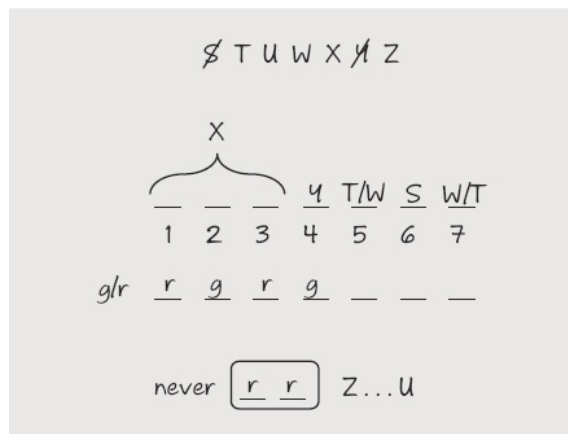 S T U W X Y Z
X
_ _ _ Y T/W S W/T
1 2 3 4 5 6 7
g/r r g r g _ _ _
never r r Z...U